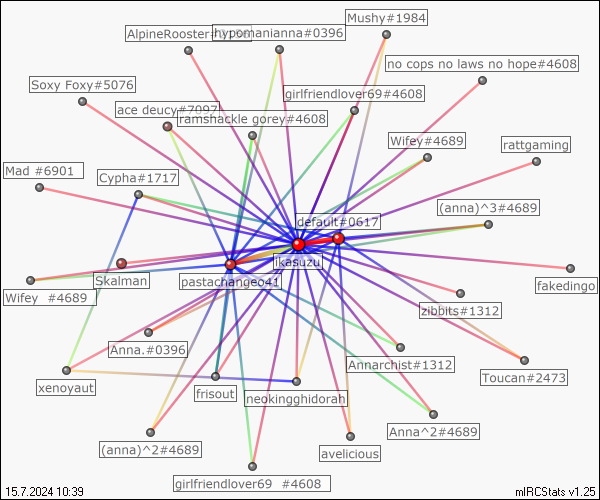 Mushy#1984
AlpineRooster
hypomanianna#0396
no cops no laws no hope#4608
Soxy Foxy#5076
girlfriendlover69#4608
ace deucy#7097
ramshackle gorey#4608
Wifey#4689
rattgaming
Mad #6901
Cypha#1717
(anna)^3#4689
default#0617
ikasuzu
Skalman
pastachangeo41
fakedingo
Wifey #4689
zibbits#1312
Anna.#0396
Annarchist#1312
Toucan#2473
xenoyaut
frisout
neokingghidorah
Anna^2#4689
(anna)^2#4689
avelicious
girlfriendlover69 #4608
15.7.2024 10:39
mIRCStats v1.25